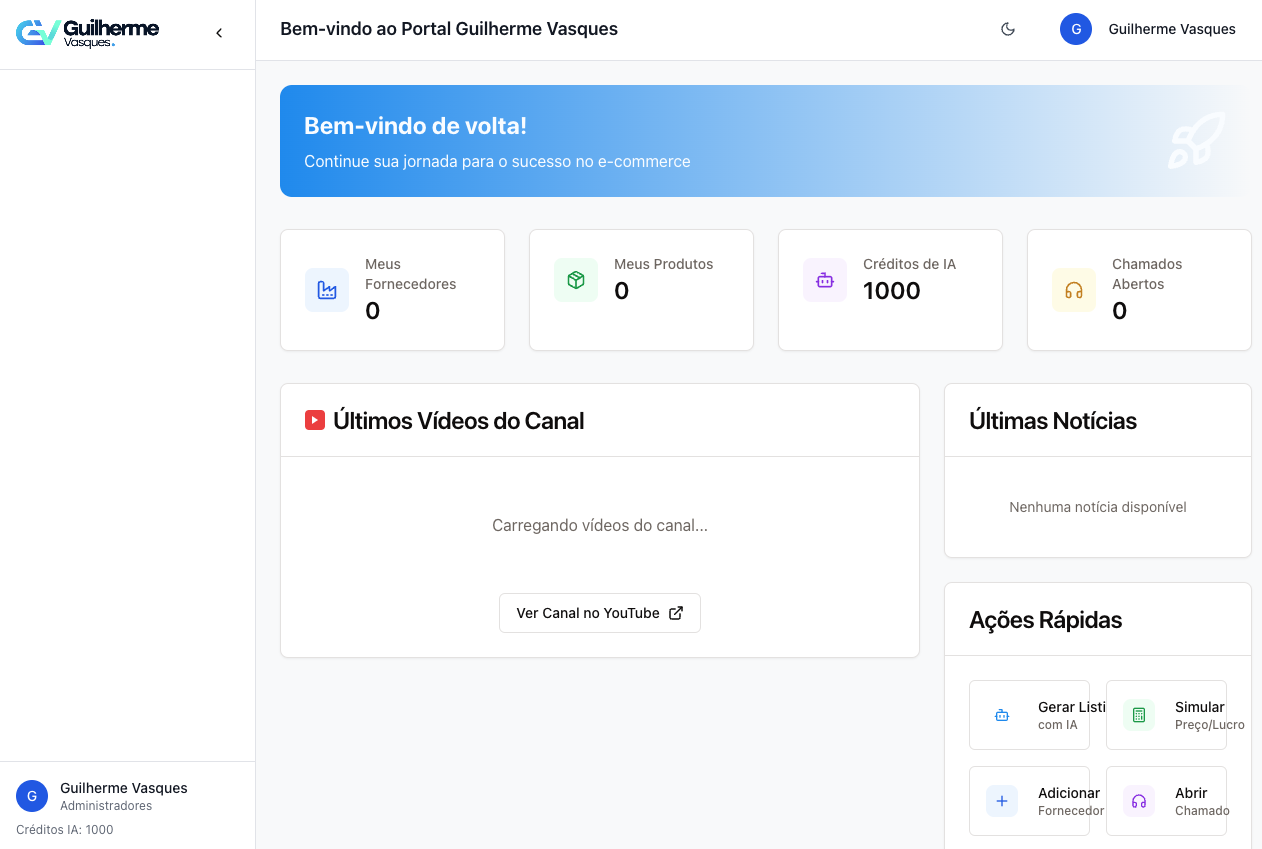 Guilherme
Vasques.
Bem-vindo ao Portal Guilherme Vasques
G
Guilherme Vasques
Bem-vindo de volta!
Continue sua jornada para o sucesso no e-commerce
Meus
Fornecedores
0
Meus Produtos
0
Créditos de IA
1000
Chamados
Abertos
0
Últimos Vídeos do Canal
Carregando vídeos do canal...
Ver Canal no YouTube
Últimas Notícias
Nenhuma notícia disponível
Ações Rápidas
Gerar Listi
com IA
Simular
Preço/Lucro
Adicionar
Fornecedor
Abrir
Chamado
G
Guilherme Vasques
Administradores
Créditos IA: 1000